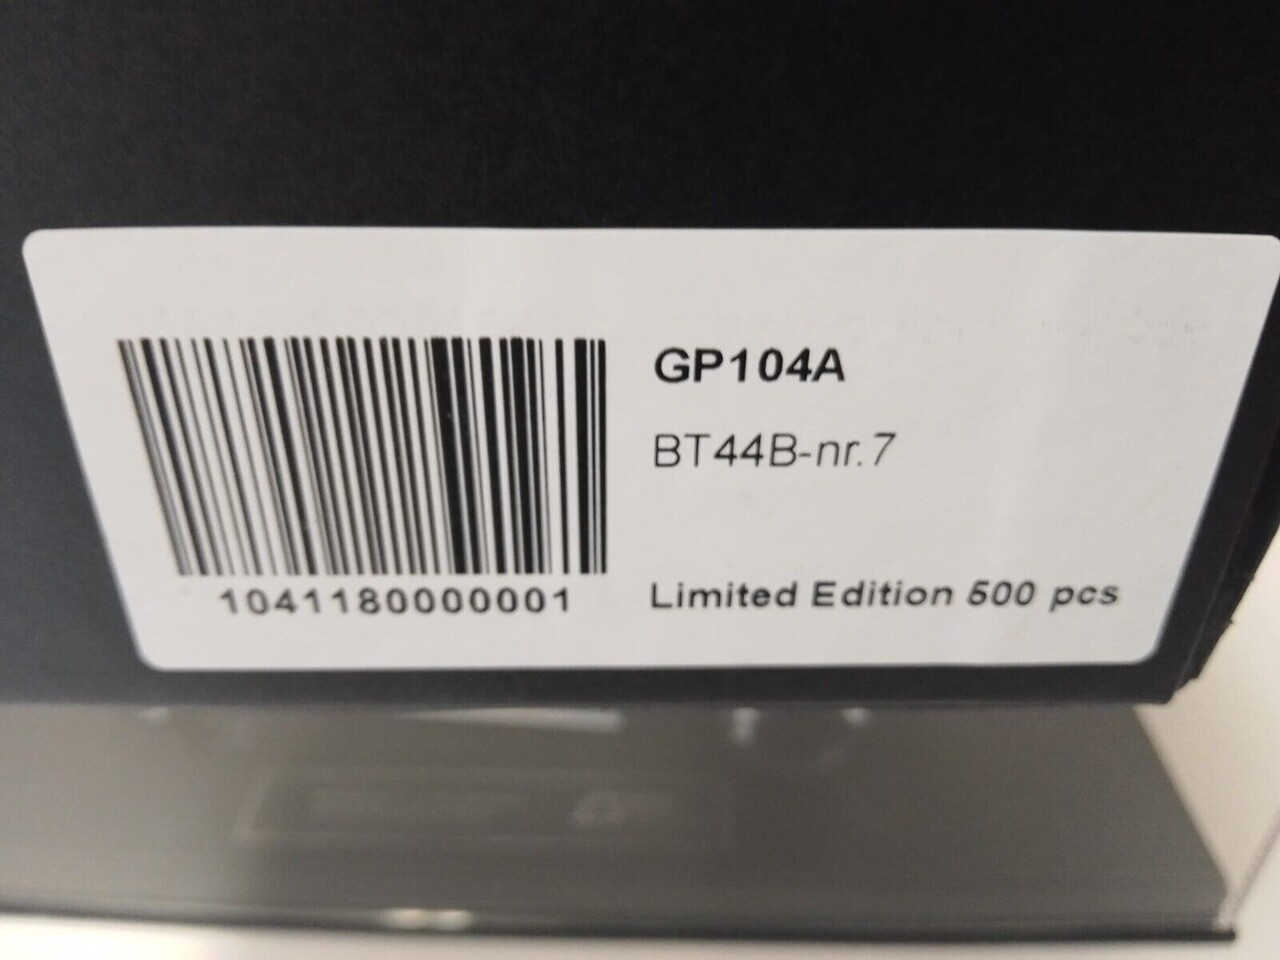 GP104A
BT44B-nr.7
1041180000001
Limited Edition 500 pcs